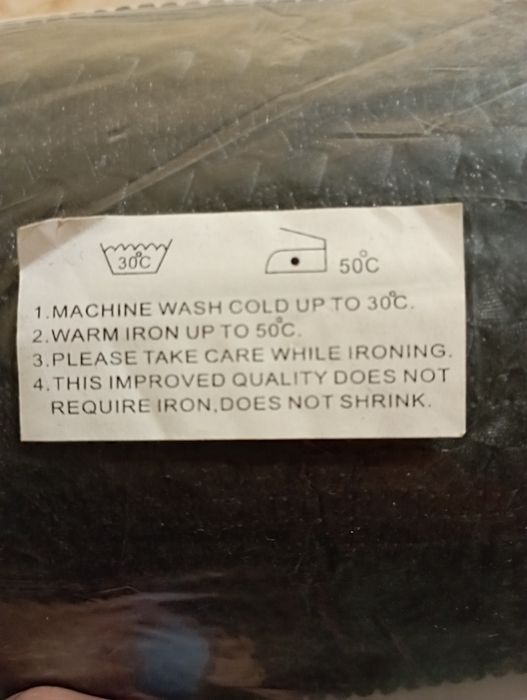 30°C
50°C
1.MACHINE WASH COLD UP TO 30°C.
2.WARM IRON UP TO 50°C.
3.PLEASE TAKE CARE WHILE IRONING.
4.THIS IMPROVED QUALITY DOES NOT
REQUIRE IRON,DOES NOT SHRINK.